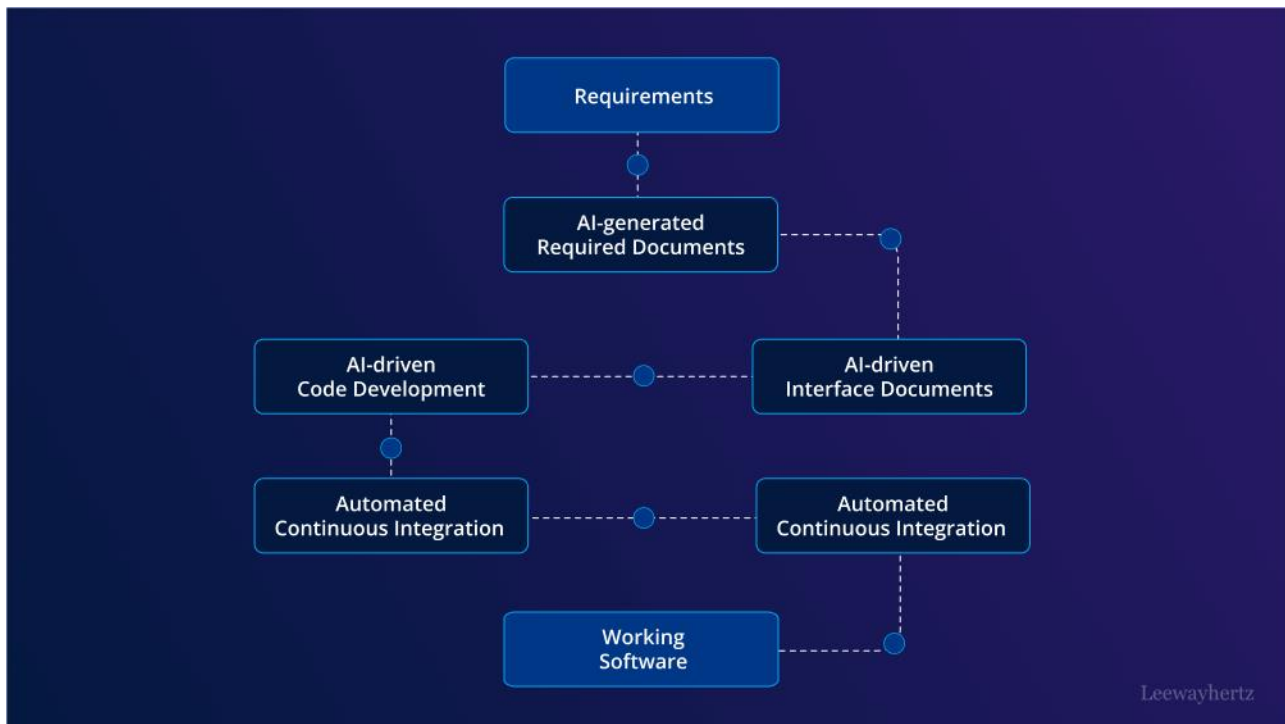 Requirements
AI-generated
Required Documents
AI-driven
Code Development
AI-driven
Interface Documents
Automated
Continuous Integration
Automated
Continuous Integration
Working
Software
Leewayhertz